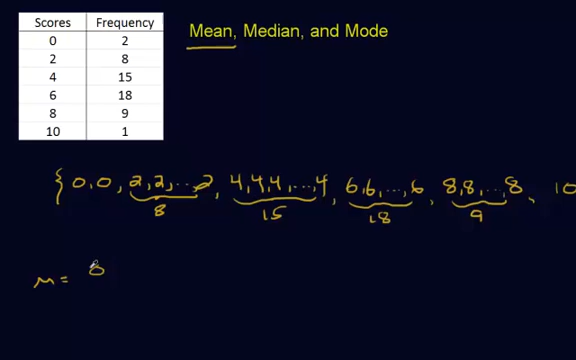 Scores Frequency
0 2
2 8
4 15
6 18
8 9
10 1
Mean, Median, and Mode
{ 0, 0, 2, 2, ... 2, 4, 4, 4, ..., 4, 6, 6, ..., 6, 8, 8, ..., 8, 10
8 15 18 9
μ = 0